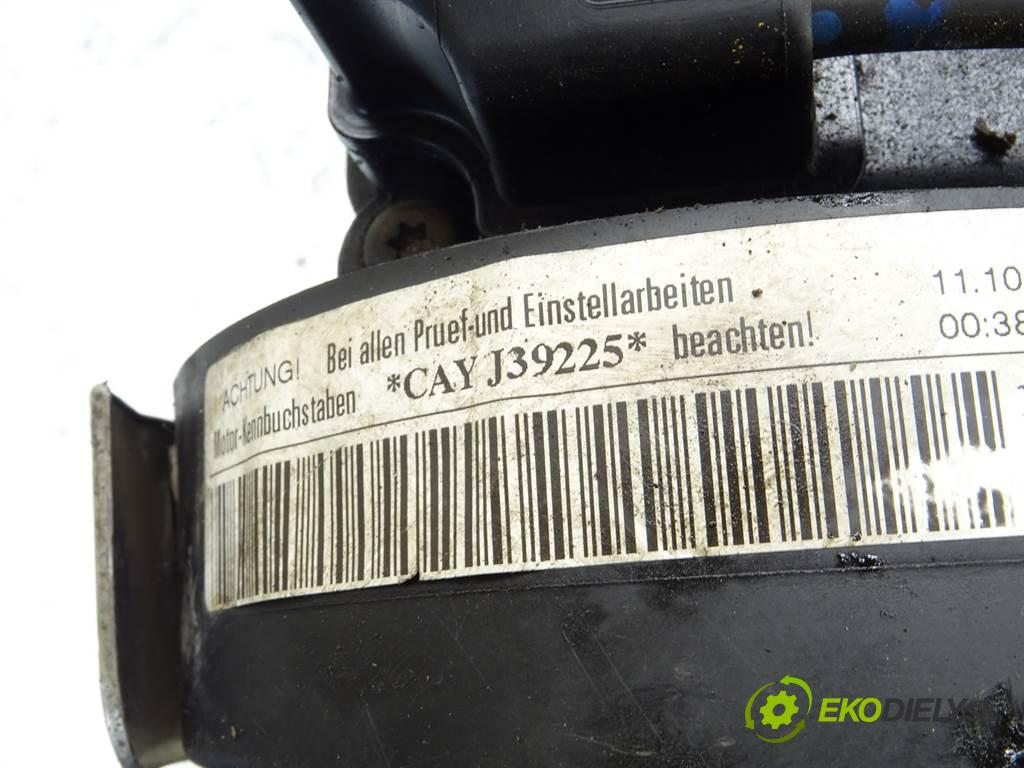 ACHTUNG! Bei allen Pruef-und Einstellarbeiten 11.10
Motor-Kennbuchstaben *CAY J39225* beachten! 00:38
EKODIELY